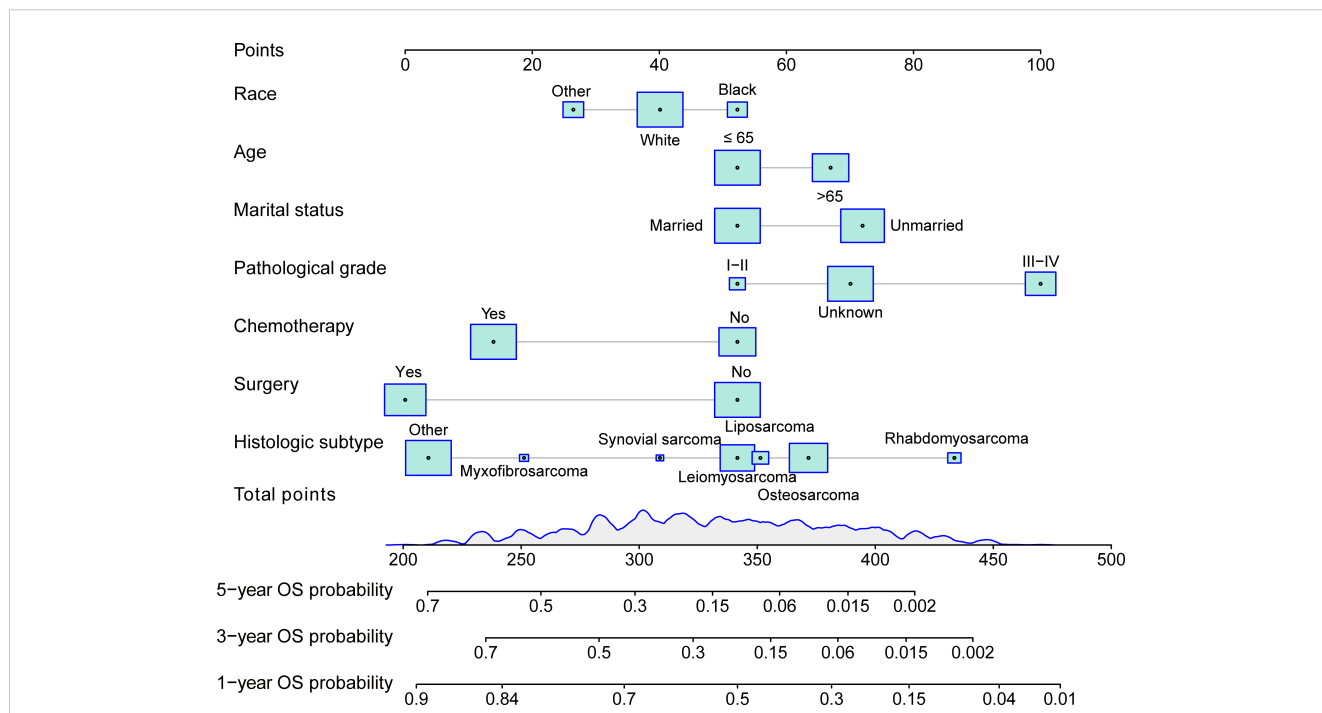 Points
0 20 40 60 80 100
Race
Other
Black
White
Age
≤ 65
>65
Marital status
Married
Unmarried
Pathological grade
I−II
III−IV
Unknown
Chemotherapy
Yes
No
Surgery
Yes
No
Histologic subtype
Other
Myxofibrosarcoma
Synovial sarcoma
Leiomyosarcoma
Liposarcoma
Osteosarcoma
Rhabdomyosarcoma
Total points
200 250 300 350 400 450 500
5−year OS probability
0.7 0.5 0.3 0.15 0.06 0.015 0.002
3−year OS probability
0.7 0.5 0.3 0.15 0.06 0.015 0.002
1−year OS probability
0.9 0.84 0.7 0.5 0.3 0.15 0.04 0.01